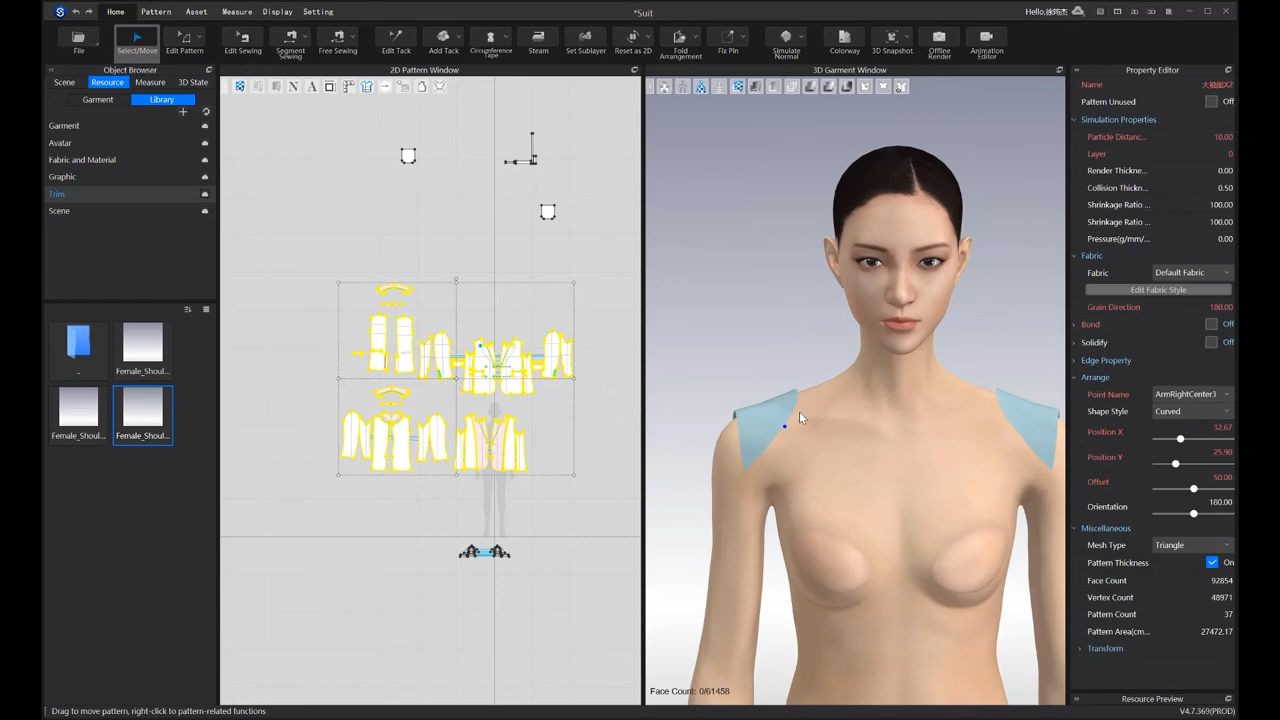 Home Pattern Asset Measure Display Setting
*Suit
Hello,徐炜杰
File
Select/Move
Edit Pattern
Edit Sewing
Segment Sewing
Free Sewing
Edit Tack
Add Tack
Circumference Tape
Steam
Set Sublayer
Reset as 2D
Fold Arrangement
Fix Pin
Simulate Normal
Colorway
3D Snapshot
Offline Render
Animation Editor
Object Browser
2D Pattern Window
3D Garment Window
Property Editor
Scene Resource Measure 3D State
Garment Library
Garment
Avatar
Fabric and Material
Graphic
Trim
Scene
..
Female_Shoul...
Female_Shoul...
Female_Shoul...
Name 大袖里X2
Pattern Unused Off
Simulation Properties
Particle Distanc... 10.00
Layer 0
Render Thickne... 0.00
Collision Thickn... 0.50
Shrinkage Ratio ... 100.00
Shrinkage Ratio ... 100.00
Pressure(g/mm/... 0.00
Fabric
Fabric Default Fabric
Edit Fabric Style
Grain Direction 180.00
Bond Off
Solidify Off
Edge Property
Arrange
Point Name ArmRightCenter3
Shape Style Curved
Position X 32.67
Position Y 25.90
Offset 50.00
Orientation 180.00
Miscellaneous
Mesh Type Triangle
Pattern Thickness On
Face Count 92854
Vertex Count 48971
Pattern Count 37
Pattern Area(cm... 27472.17
Transform
Face Count: 0/61458
Resource Preview
Drag to move pattern, right-click to pattern-related functions
V4.7.369(PROD)